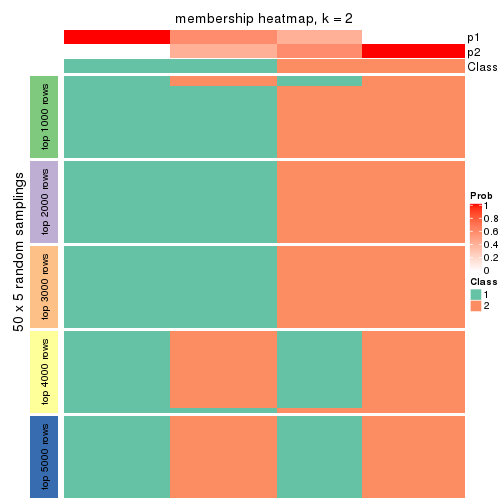 membership heatmap, k = 2
p1
p2
Class
50 x 5 random samplings
top 1000 rows
top 2000 rows
top 3000 rows
top 4000 rows
top 5000 rows
Prob
1
0.8
0.6
0.4
0.2
0
Class
1
2